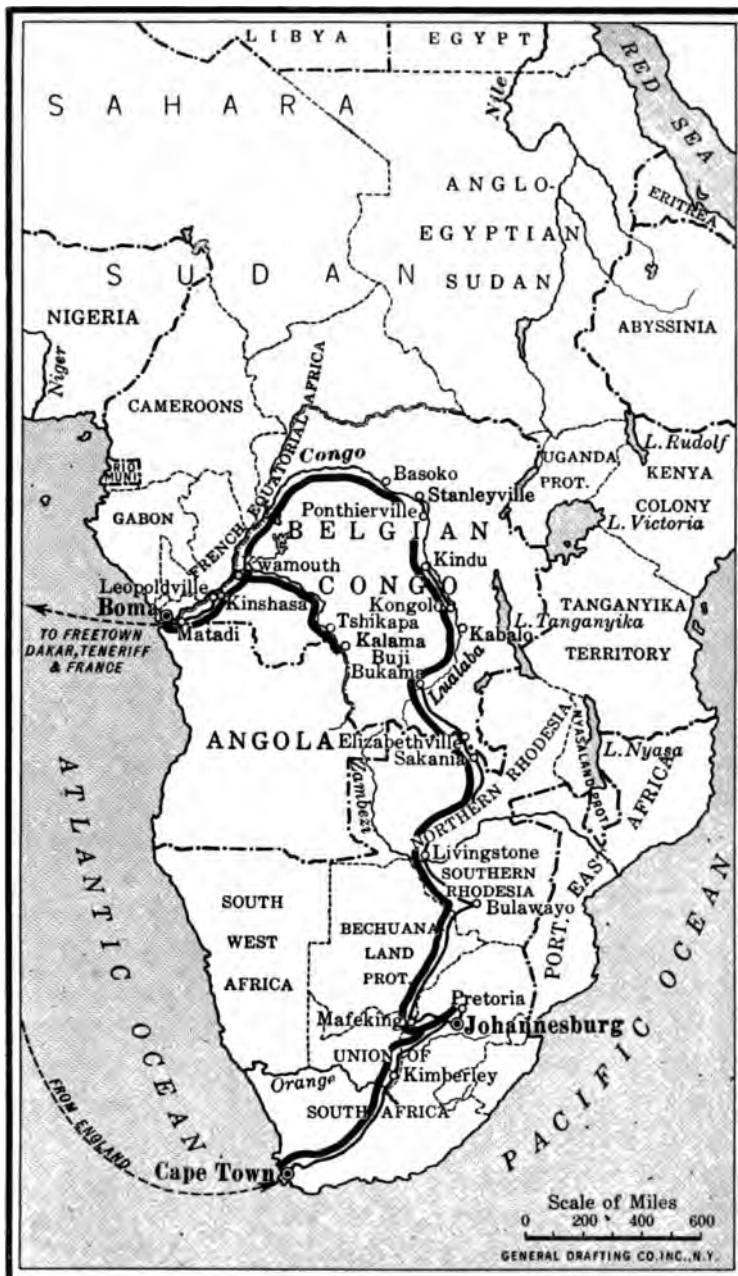 LIBYA
EGYPT
RED SEA
SAHARA
Nile
ANGLO-
EGYPTIAN
SUDAN
ERITREA
SUDAN
NIGERIA
ABYSSINIA
Niger
CAMEROONS
FRENCH EQUATORIAL AFRICA
Congo
L. Rudolf
UGANDA
PROT.
KENYA
COLONY
RIO
MUNI
Basoko
Stanleyville
GABON
Ponthierville
L. Victoria
BELGIAN
CONGO
Kwamouth
Kindu
Leopoldville
Boma
Kinshasa
Kongolo
TANGANYIKA
TERRITORY
L. Tanganyika
Matadi
Tshikapa
Kabalo
TO FREETOWN
DAKAR, TENERIFF
& FRANCE
Kalama
Buji
Bukama
Lualaba
ANGOLA
Elizabethville
Sakania
NYASALAND PROT.
L. Nyasa
Zambezi
NORTHERN RHODESIA
PORT. EAST AFRICA
ATLANTIC OCEAN
Livingstone
SOUTHERN
RHODESIA
SOUTH
WEST
AFRICA
Bulawayo
BECHUANA
LAND
PROT.
Pretoria
Mafeking
Johannesburg
UNION OF
SOUTH AFRICA
Orange
Kimberley
PACIFIC OCEAN
FROM ENGLAND
Cape Town
Scale of Miles
0 200 400 600
GENERAL DRAFTING CO. INC., N.Y.